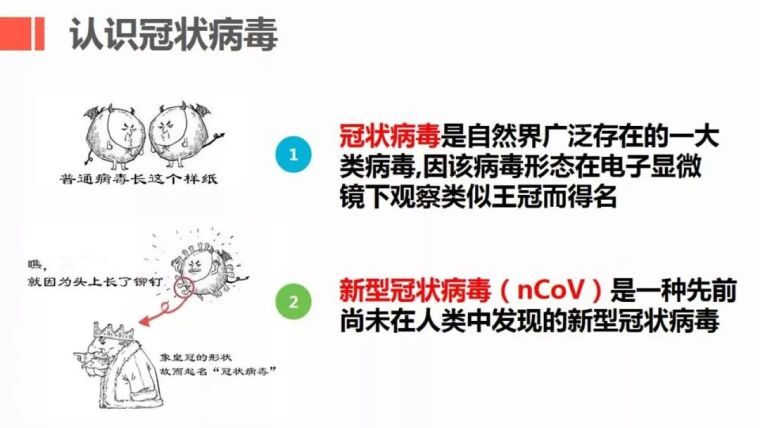 认识冠状病毒
普通病毒长这个样纸
瞧，
就因为头上长了铆钉
象皇冠的形状
故而起名“冠状病毒”
1
冠状病毒是自然界广泛存在的一大
类病毒,因该病毒形态在电子显微
镜下观察类似王冠而得名
2
新型冠状病毒（nCoV）是一种先前
尚未在人类中发现的新型冠状病毒